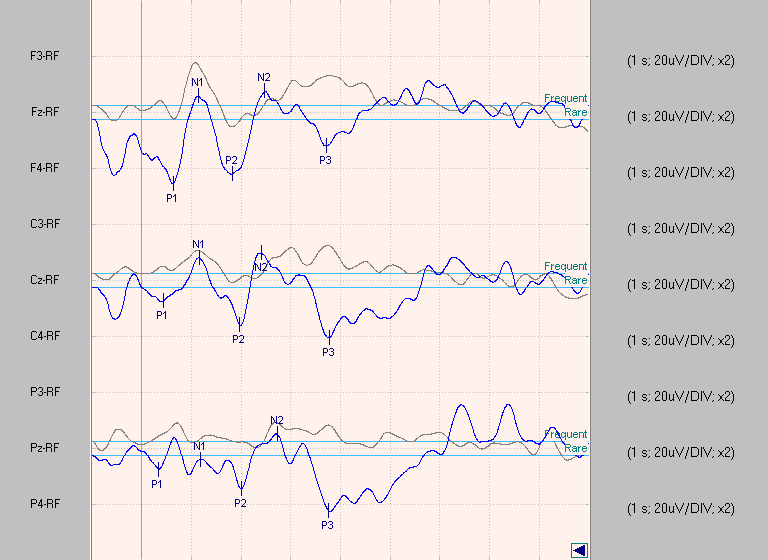 F3-RF (1 s; 20uV/DIV; x2)
N1 N2
Frequent
Fz-RF Rare (1 s; 20uV/DIV; x2)
P2 P3
F4-RF (1 s; 20uV/DIV; x2)
P1
C3-RF (1 s; 20uV/DIV; x2)
N1
N2 Frequent
Cz-RF Rare (1 s; 20uV/DIV; x2)
P1
C4-RF P2 (1 s; 20uV/DIV; x2)
P3
P3-RF (1 s; 20uV/DIV; x2)
N2
Frequent
Pz-RF N1 Rare (1 s; 20uV/DIV; x2)
P1
P4-RF P2 (1 s; 20uV/DIV; x2)
P3